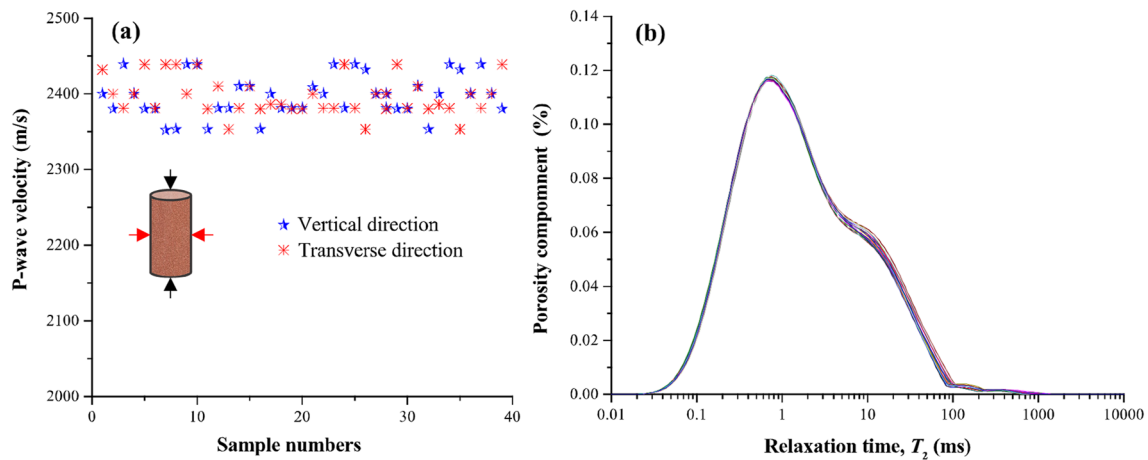 (a)
2500
2400
2300
2200
2100
2000
P-wave velocity (m/s)
Vertical direction
Transverse direction
0 10 20 30 40
Sample numbers
(b)
0.14
0.12
0.10
0.08
0.06
0.04
0.02
0.00
Porosity compomnent (%)
0.01 0.1 1 10 100 1000 10000
Relaxation time, T2 (ms)